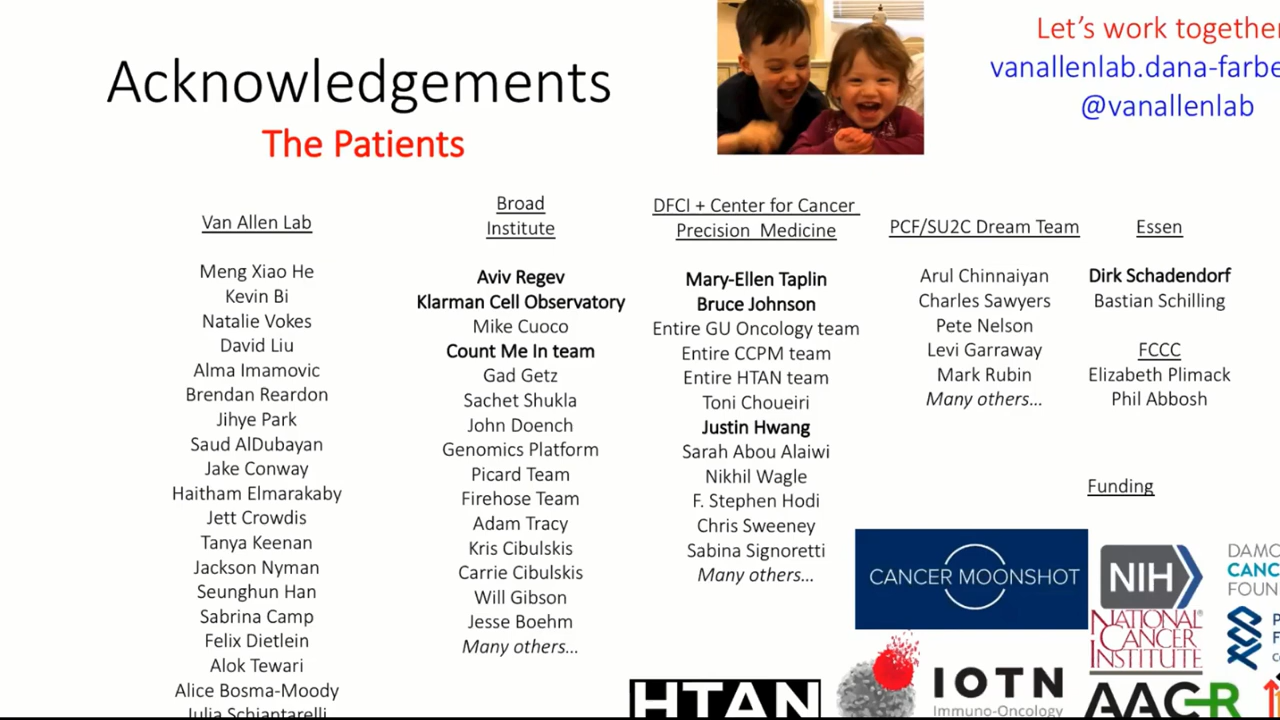 Acknowledgements
The Patients
Let's work together
vanallenlab.dana-farbe
@vanallenlab
Van Allen Lab
Meng Xiao He
Kevin Bi
Natalie Vokes
David Liu
Alma Imamovic
Brendan Reardon
Jihye Park
Saud AlDubayan
Jake Conway
Haitham Elmarakaby
Jett Crowdis
Tanya Keenan
Jackson Nyman
Seunghun Han
Sabrina Camp
Felix Dietlein
Alok Tewari
Alice Bosma-Moody
Julia Schiantarelli
Broad
Institute
Aviv Regev
Klarman Cell Observatory
Mike Cuoco
Count Me In team
Gad Getz
Sachet Shukla
John Doench
Genomics Platform
Picard Team
Firehose Team
Adam Tracy
Kris Cibulskis
Carrie Cibulskis
Will Gibson
Jesse Boehm
Many others…
DFCI + Center for Cancer
Precision Medicine
Mary-Ellen Taplin
Bruce Johnson
Entire GU Oncology team
Entire CCPM team
Entire HTAN team
Toni Choueiri
Justin Hwang
Sarah Abou Alaiwi
Nikhil Wagle
F. Stephen Hodi
Chris Sweeney
Sabina Signoretti
Many others…
PCF/SU2C Dream Team
Arul Chinnaiyan
Charles Sawyers
Pete Nelson
Levi Garraway
Mark Rubin
Many others…
Essen
Dirk Schadendorf
Bastian Schilling
FCCC
Elizabeth Plimack
Phil Abbosh
Funding
CANCER MOONSHOT
NIH
NATIONAL
CANCER
INSTITUTE
DAMO
CANC
FOUN
HTAN
IOTN
Immuno-Oncology
AACR